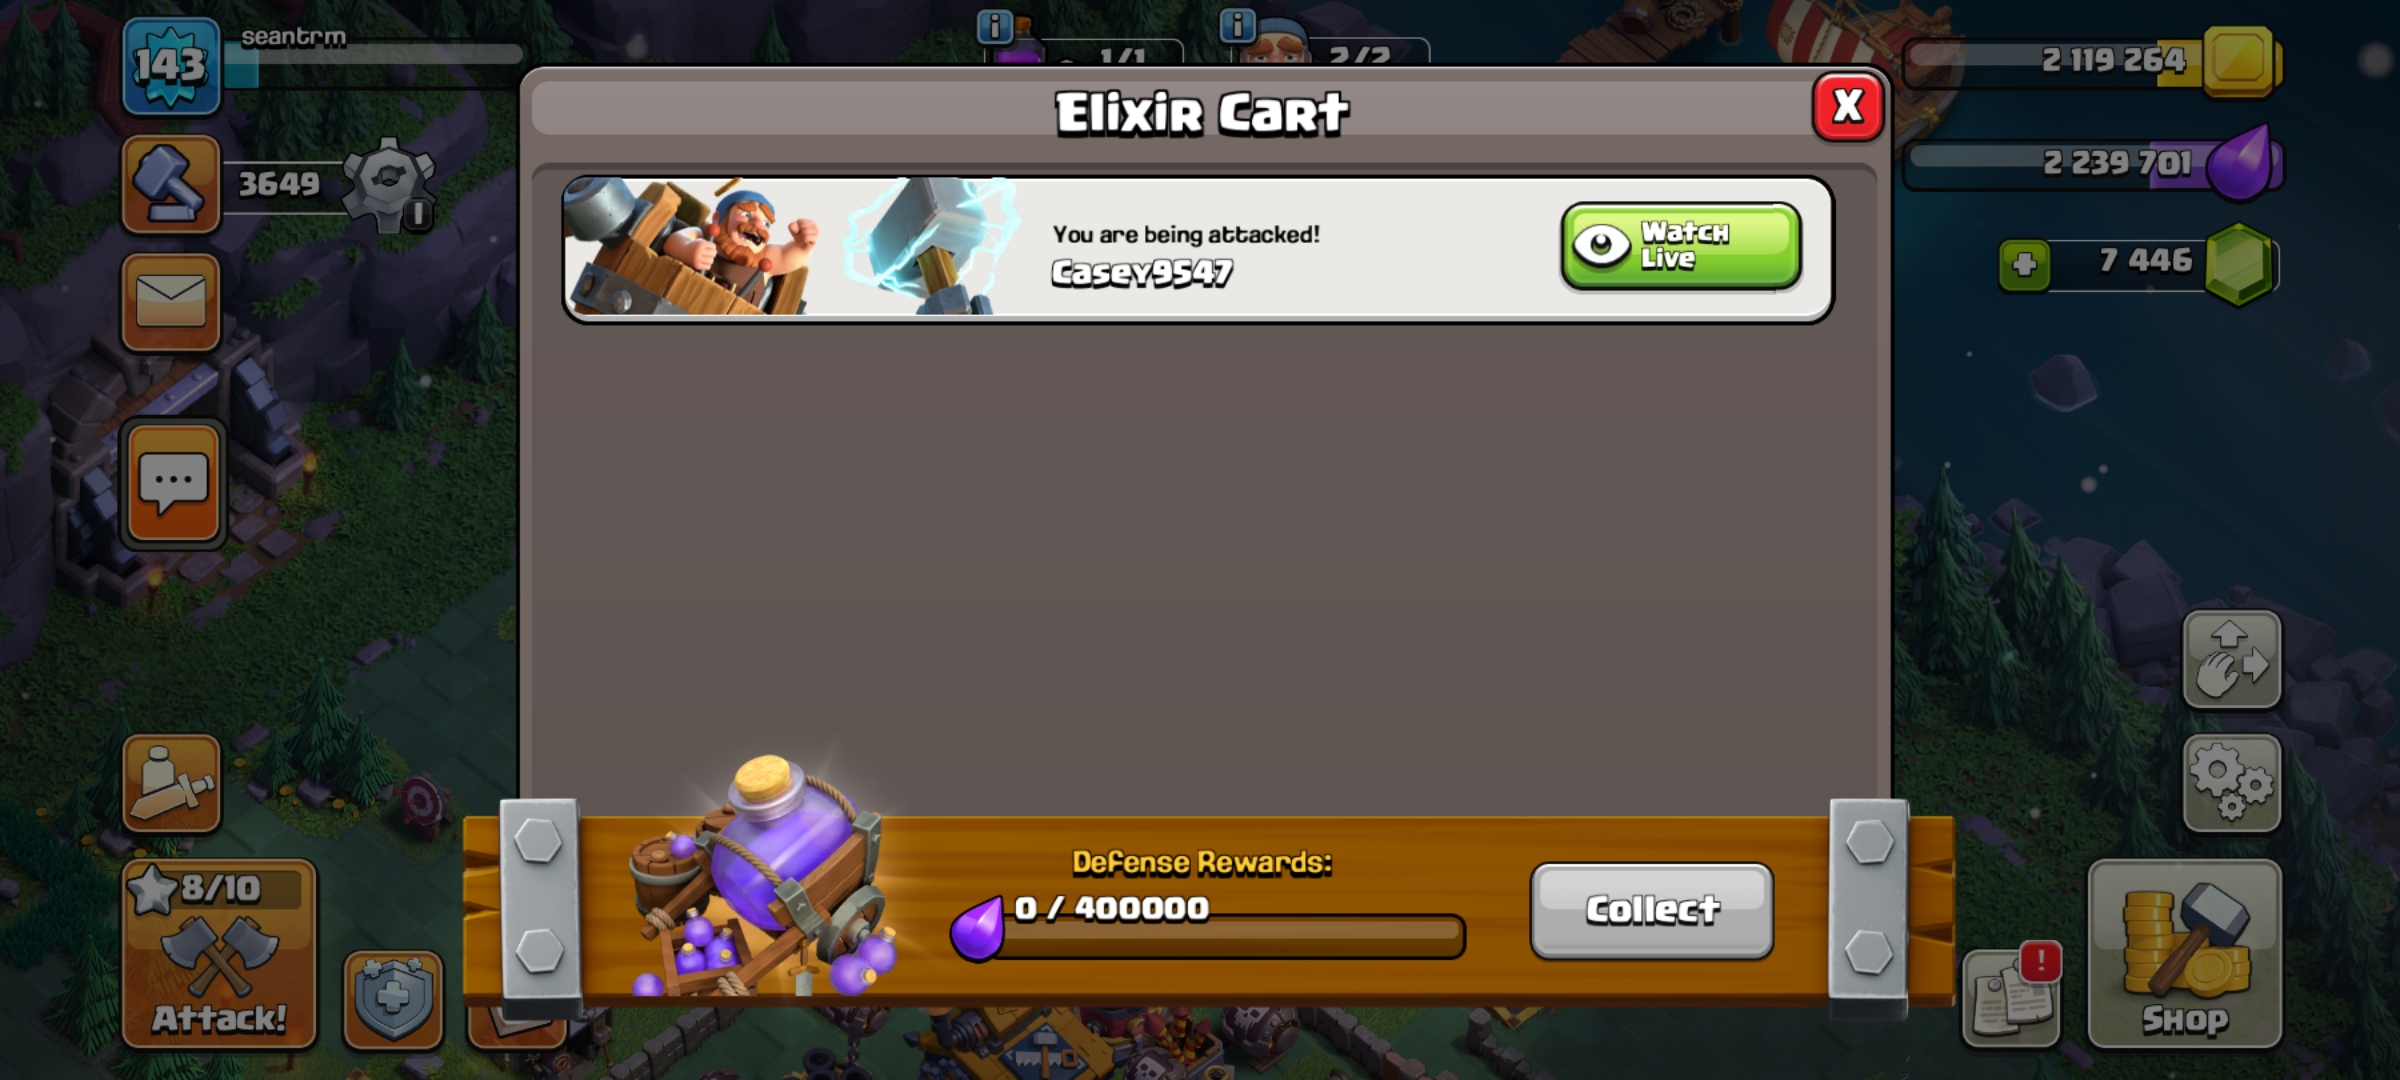 143
seantrm
1/1
2/2
2 119 264
Elixir Cart
X
3649
2 239 701
You are being attacked!
Casey9547
Watch
Live
7 446
8/10
Attack!
Defense Rewards:
0 / 400000
Collect
!
Shop